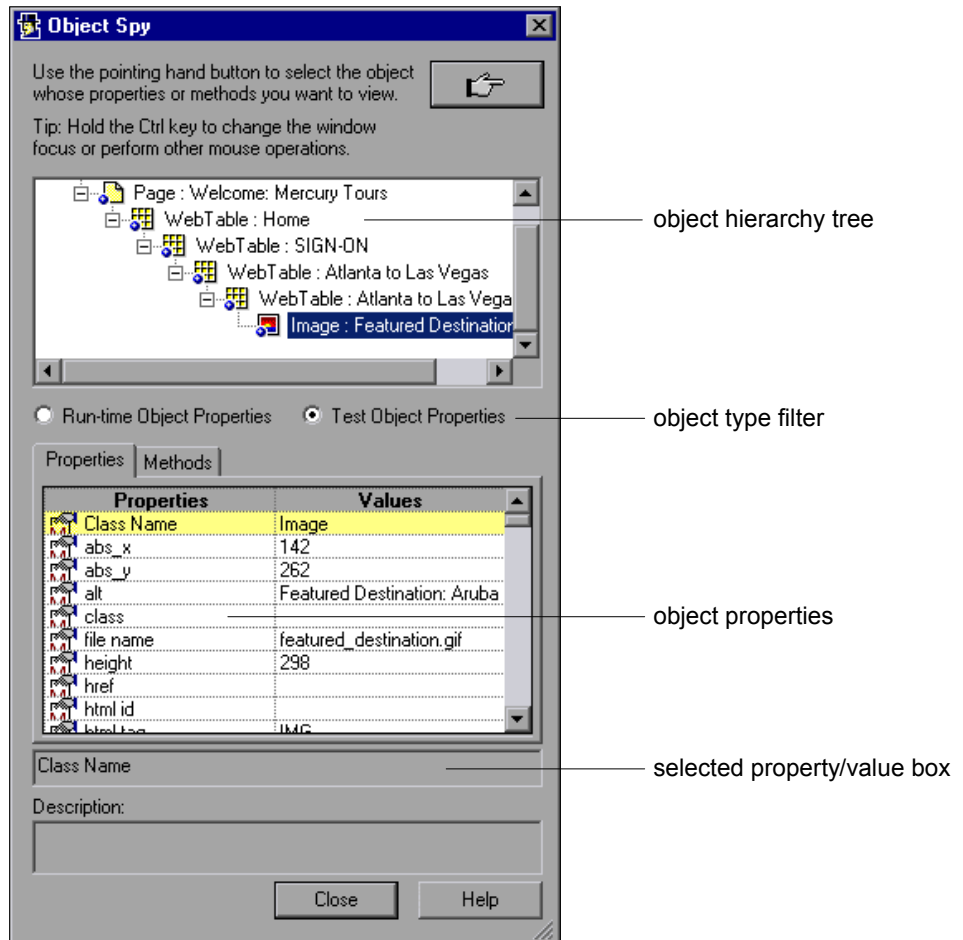 Object Spy
Use the pointing hand button to select the object
whose properties or methods you want to view.
Tip: Hold the Ctrl key to change the window
focus or perform other mouse operations.
Page : Welcome: Mercury Tours
WebTable : Home
object hierarchy tree
WebTable : SIGN-ON
WebTable : Atlanta to Las Vegas
WebTable : Atlanta to Las Vega
Image : Featured Destination
Run-time Object Properties
Test Object Properties
object type filter
Properties
Methods
Properties Values
Class Name Image
abs_x 142
abs_y 262
alt Featured Destination: Aruba
class
object properties
file name featured_destination.gif
height 298
href
html id
html tag IMG
Class Name
selected property/value box
Description:
Close
Help